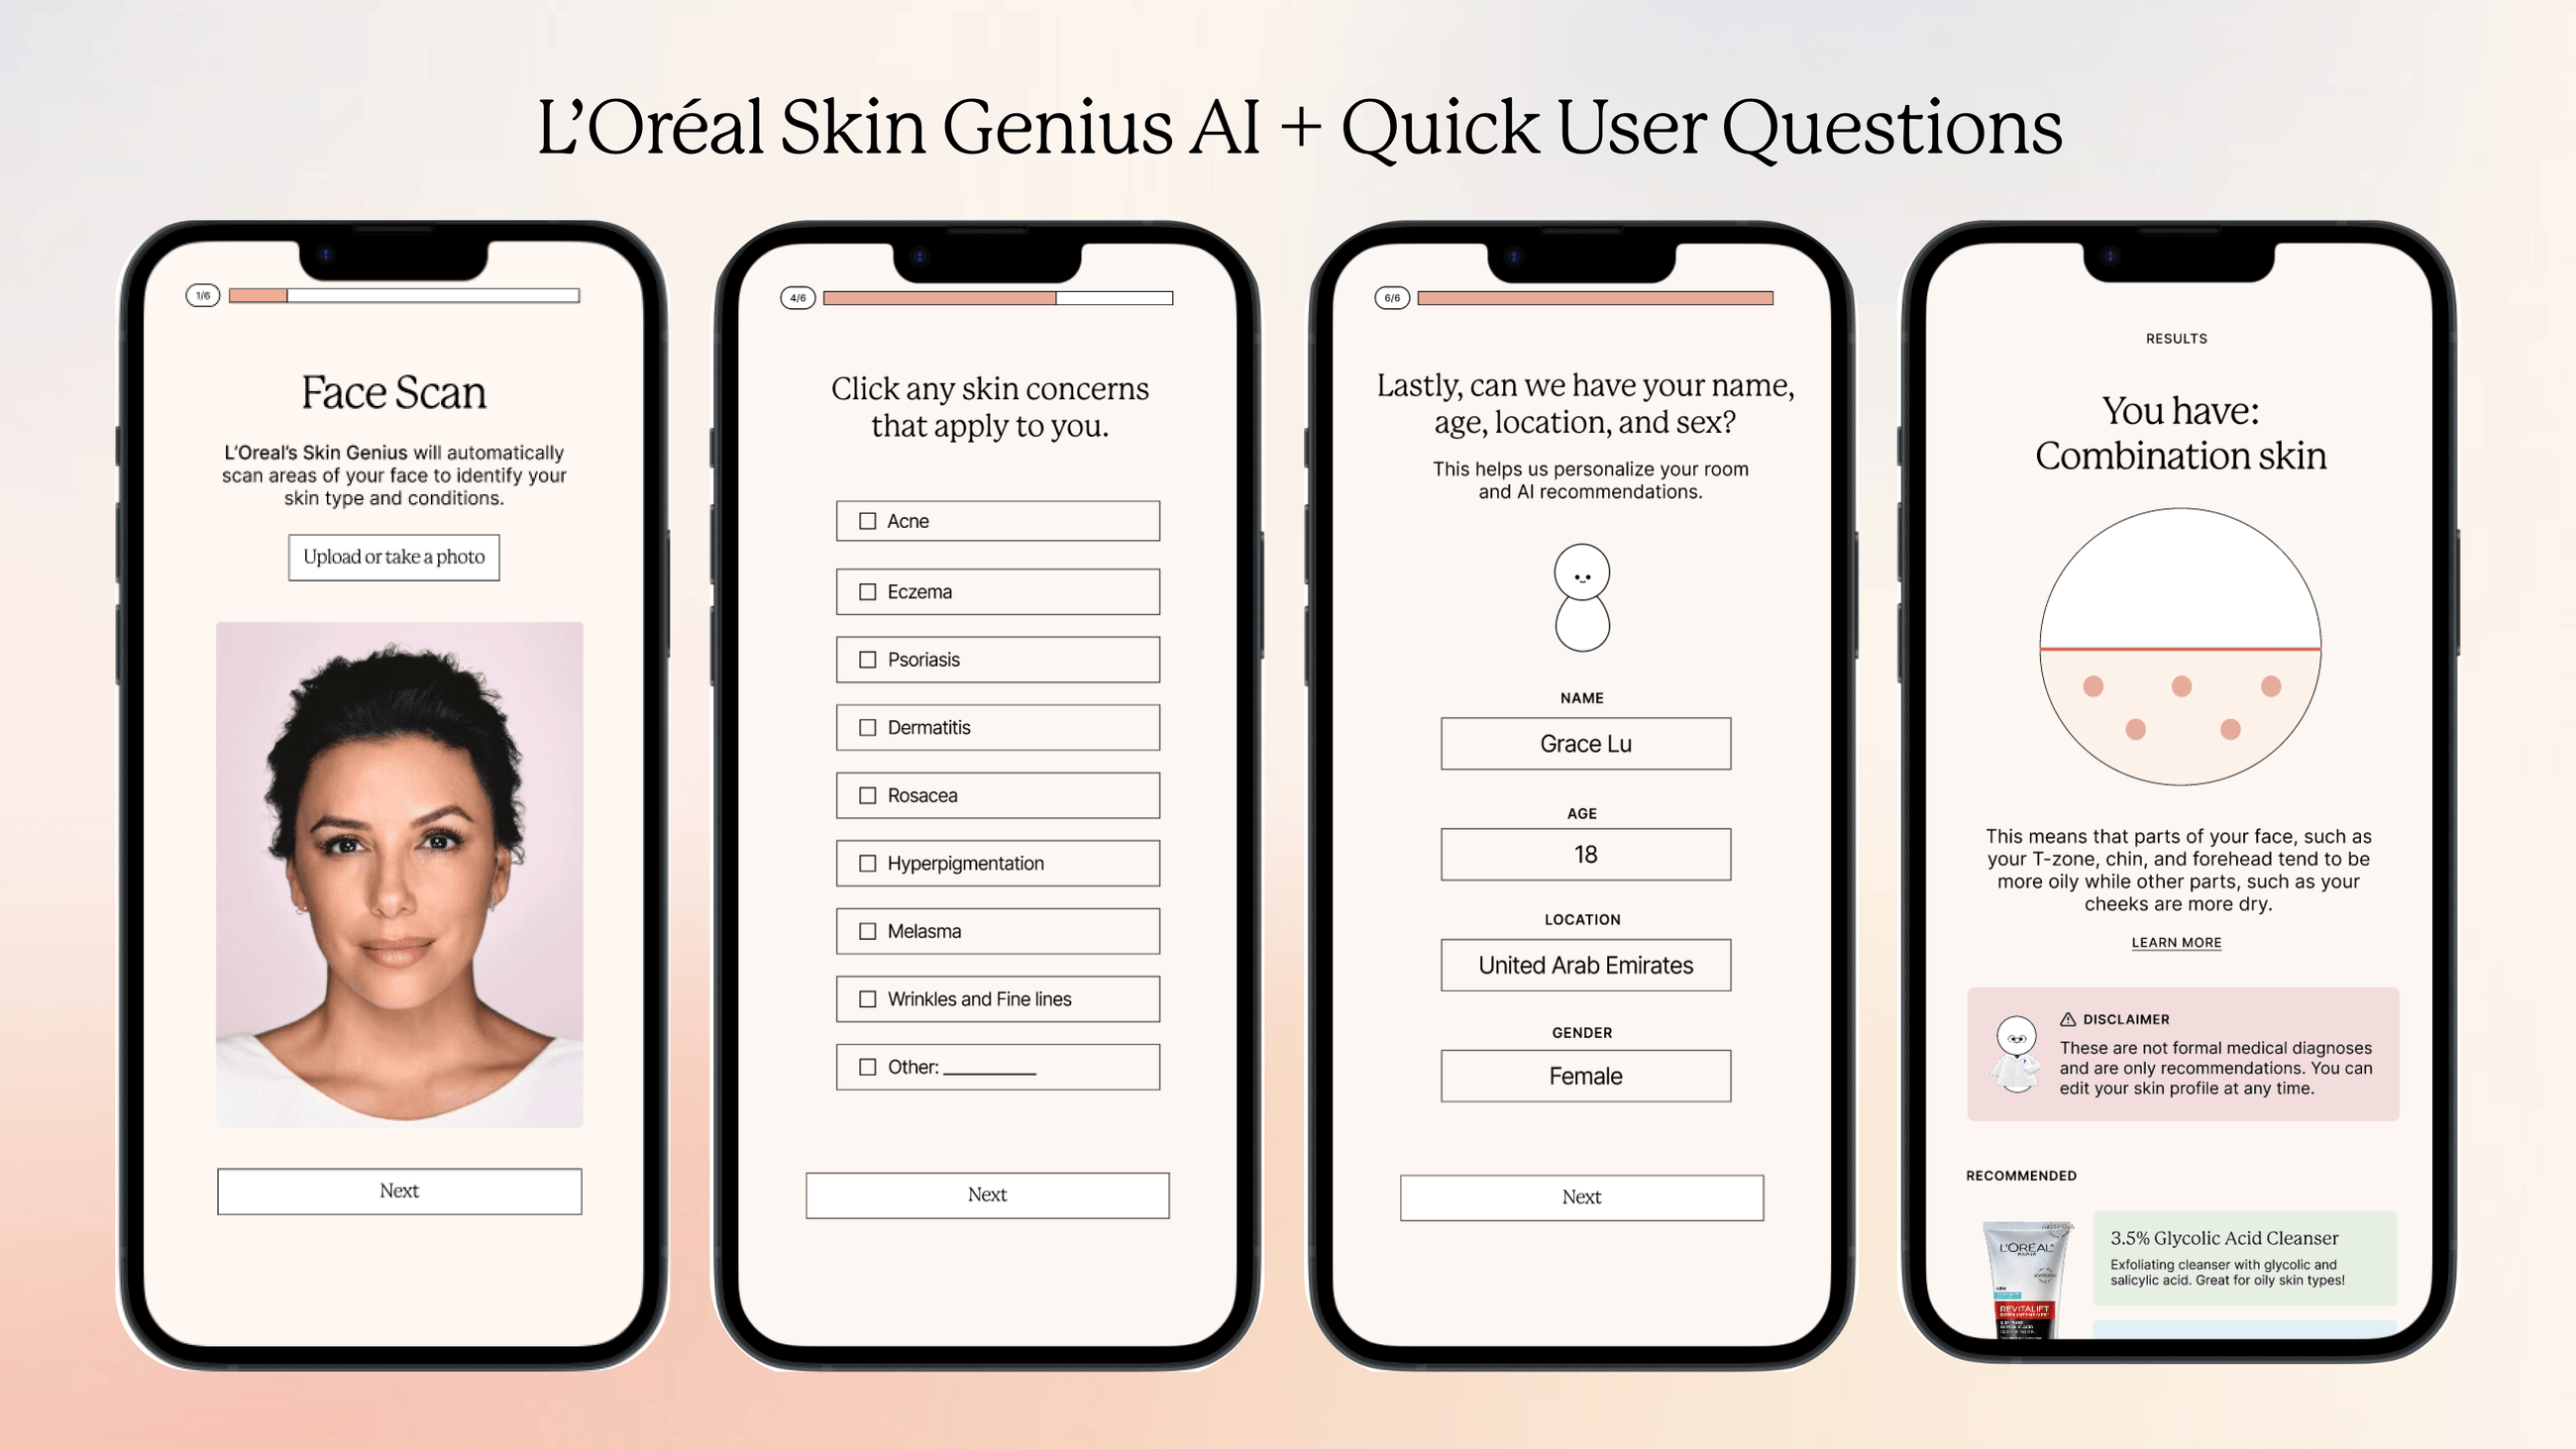 L’Oréal Skin Genius AI + Quick User Questions
1/6
Face Scan
L’Oreal’s Skin Genius will automatically
scan areas of your face to identify your
skin type and conditions.
Upload or take a photo
Next
4/6
Click any skin concerns
that apply to you.
Acne
Eczema
Psoriasis
Dermatitis
Rosacea
Hyperpigmentation
Melasma
Wrinkles and Fine lines
Other:
Next
6/6
Lastly, can we have your name,
age, location, and sex?
This helps us personalize your room
and AI recommendations.
NAME
Grace Lu
AGE
18
LOCATION
United Arab Emirates
GENDER
Female
Next
RESULTS
You have:
Combination skin
This means that parts of your face, such as
your T-zone, chin, and forehead tend to be
more oily while other parts, such as your
cheeks are more dry.
LEARN MORE
DISCLAIMER
These are not formal medical diagnoses
and are only recommendations. You can
edit your skin profile at any time.
RECOMMENDED
L'ORÉAL
PARIS
REVITALIFT
3.5% Glycolic Acid Cleanser
Exfoliating cleanser with glycolic and
salicylic acid. Great for oily skin types!